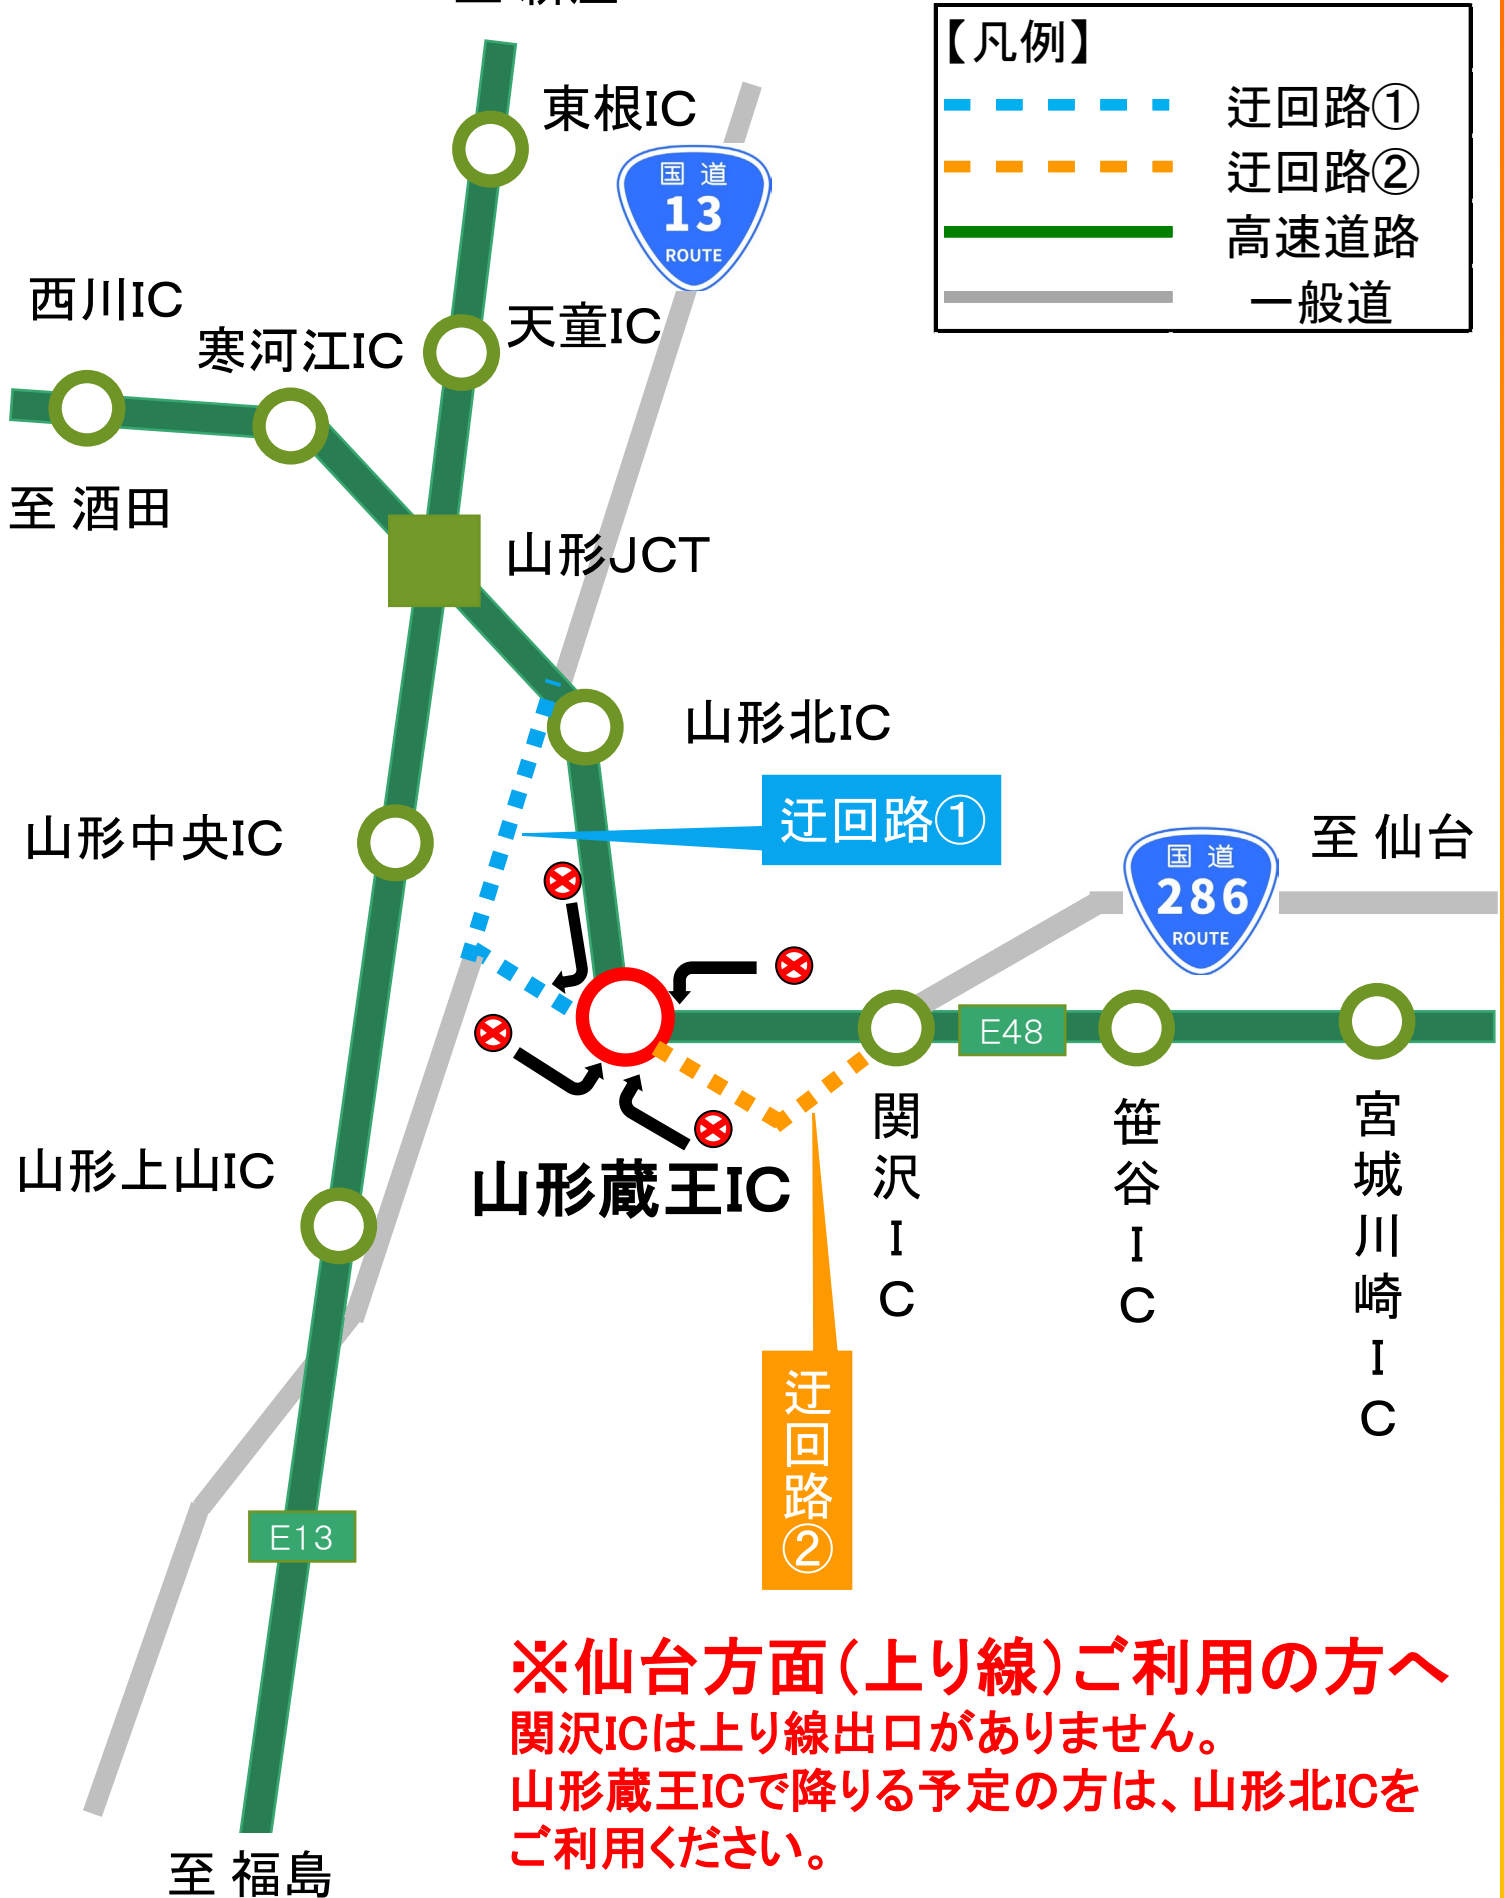 【凡例】
迂回路①
迂回路②
高速道路
一般道
東根IC
国道
13
ROUTE
西川IC
寒河江IC
天童IC
至 酒田
山形JCT
山形北IC
迂回路①
山形中央IC
国道
286
ROUTE
至 仙台
E48
関沢IC
笹谷IC
宮城川崎IC
山形上山IC
山形蔵王IC
迂回路②
E13
※仙台方面(上り線)ご利用の方へ
関沢ICは上り線出口がありません。
山形蔵王ICで降りる予定の方は、山形北ICを
ご利用ください。
至 福島